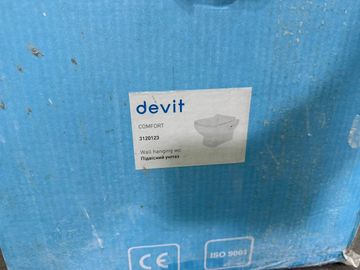 devit
COMFORT
3120123
Wall hanging wc
Підвісний унітаз
CE
ISO 9001